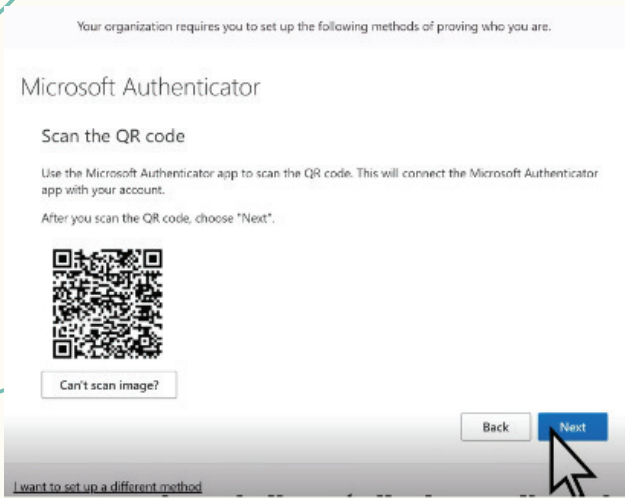 Your organization requires you to set up the following methods of proving who you are.
Microsoft Authenticator
Scan the QR code
Use the Microsoft Authenticator app to scan the QR code. This will connect the Microsoft Authenticator
app with your account.
After you scan the QR code, choose "Next".
Can't scan image?
Back
Next
I want to set up a different method